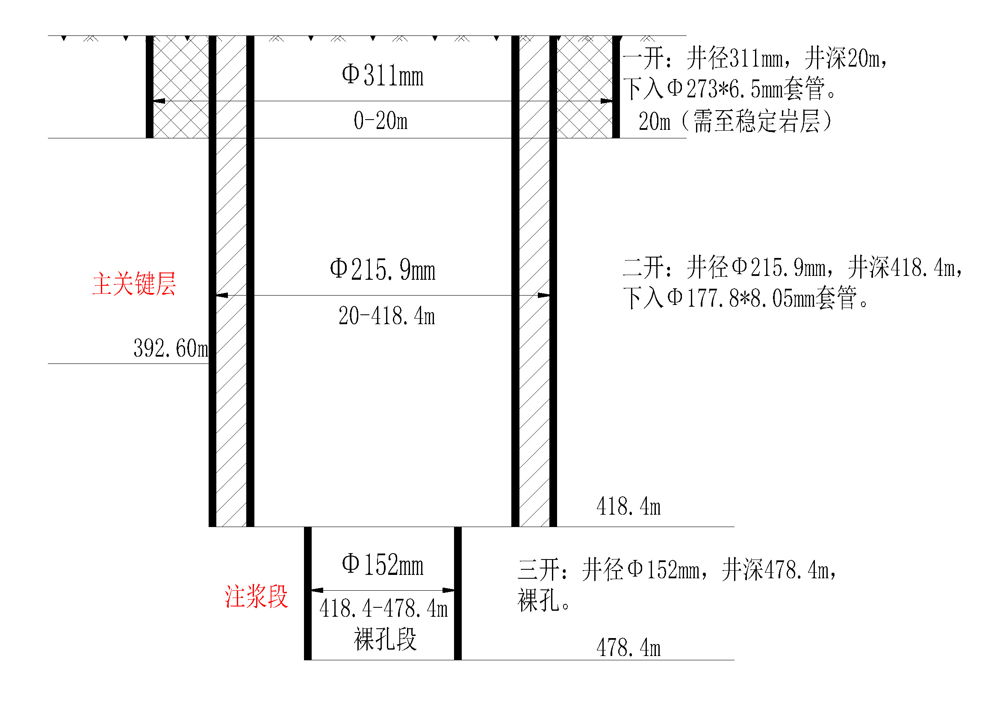 Φ311mm
0-20m
一开：井径311mm，井深20m，
下入Φ273*6.5mm套管。
20m（需至稳定岩层）
主关键层
392.60m
Φ215.9mm
20-418.4m
二开：井径Φ215.9mm，井深418.4m，
下入Φ177.8*8.05mm套管。
418.4m
注浆段
Φ152mm
418.4-478.4m
裸孔段
三开：井径Φ152mm，井深478.4m，
裸孔。
478.4m